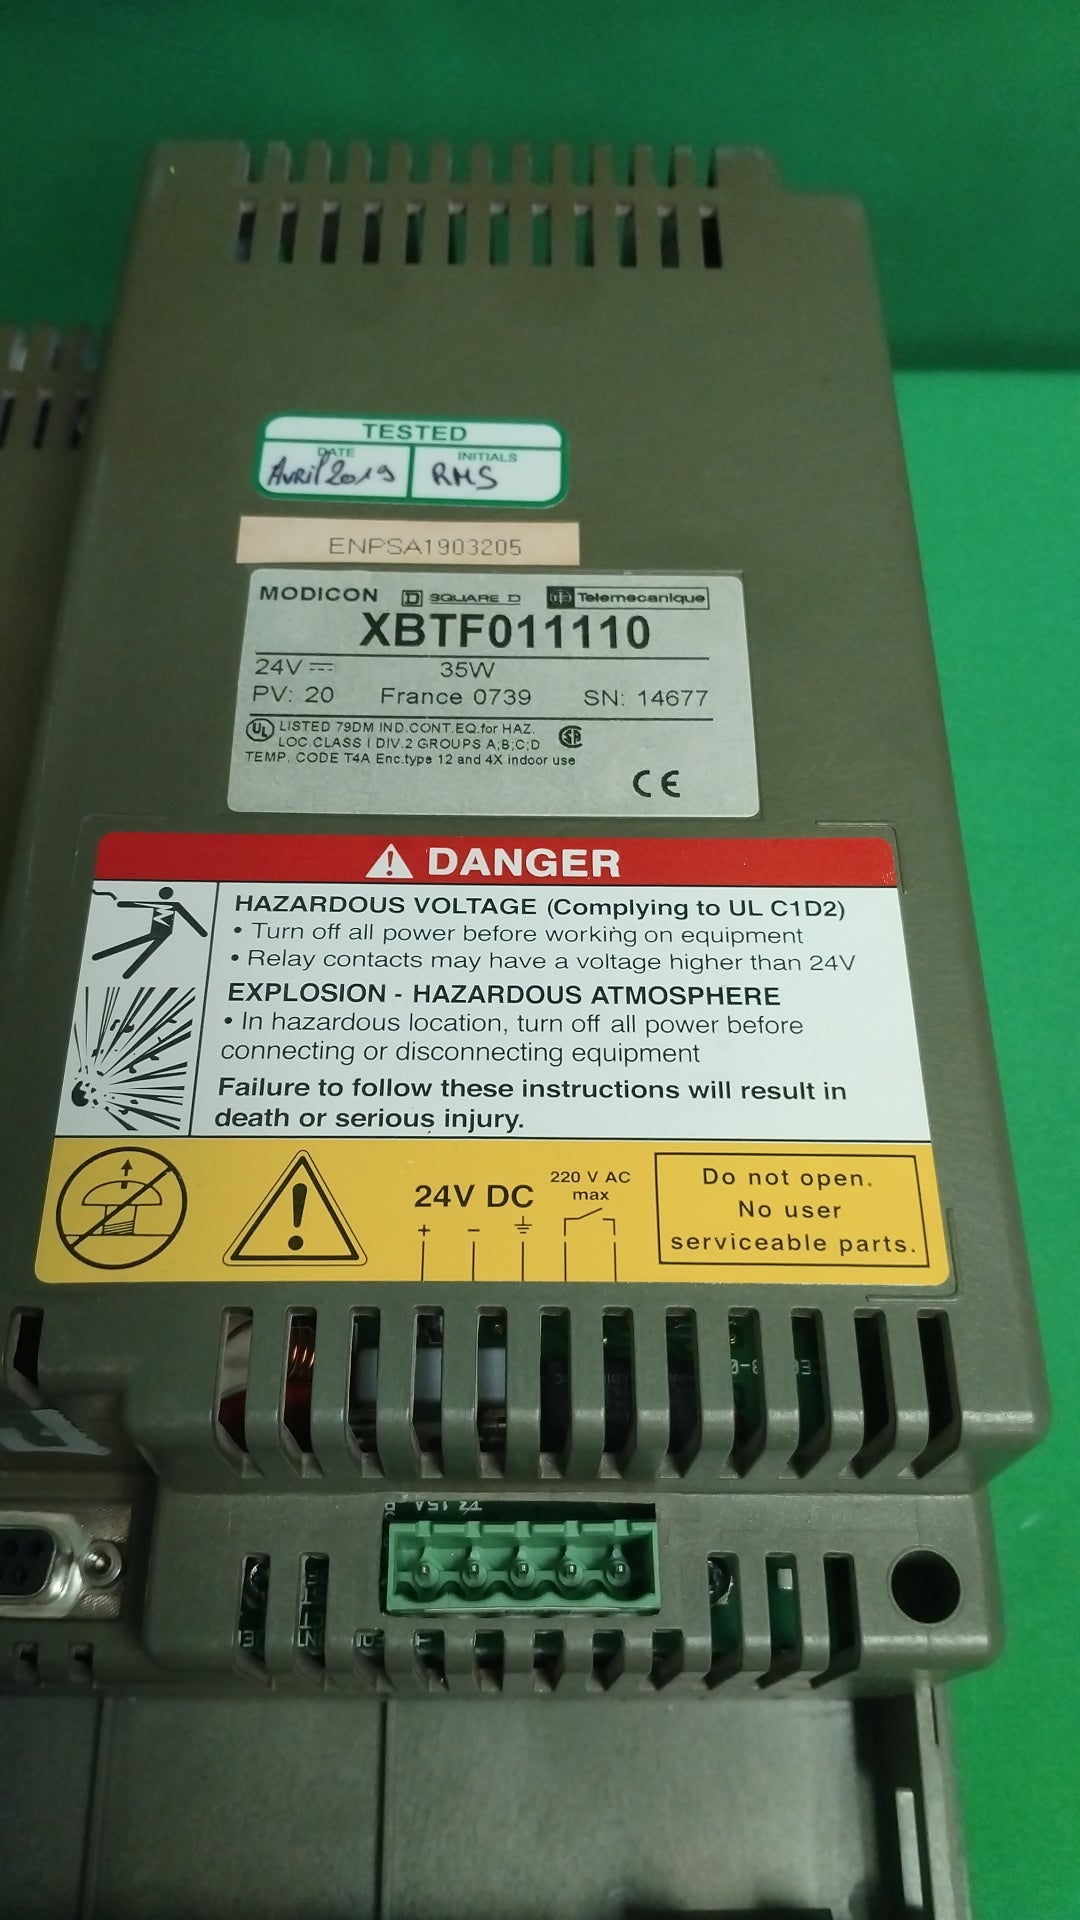 TESTED
DATE INITIALS
Avril 2019 RMS
ENPSA1903205
MODICON D SQUARE D Telemecanique
XBTF011110
24V 35W
PV: 20 France 0739 SN: 14677
UL LISTED 79DM IND.CONT.EQ.for HAZ.
LOC.CLASS I DIV.2 GROUPS A;B;C;D
TEMP. CODE T4A Enc.type 12 and 4X indoor use
CE
DANGER
HAZARDOUS VOLTAGE (Complying to UL C1D2)
• Turn off all power before working on equipment
• Relay contacts may have a voltage higher than 24V
EXPLOSION - HAZARDOUS ATMOSPHERE
• In hazardous location, turn off all power before
connecting or disconnecting equipment
Failure to follow these instructions will result in
death or serious injury.
24V DC
+ −
220 V AC
max
Do not open.
No user
serviceable parts.